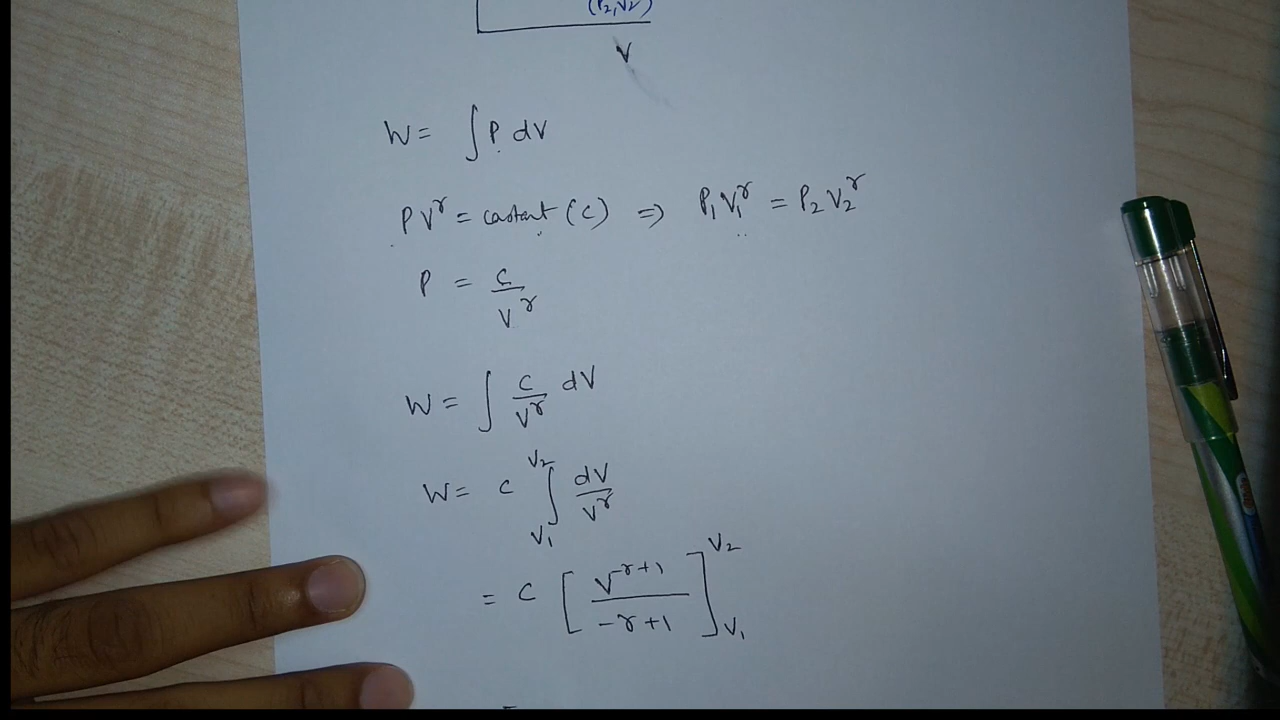 (P₂,V₂)
V
W = ∫ P dV
PV^γ = constant (C) ⇒ P₁V₁^γ = P₂V₂^γ
P = C/V^γ
W = ∫ C/V^γ dV
W = C ∫_{V₁}^{V₂} dV/V^γ
= C [ V^{-γ+1} / -γ+1 ]_{V₁}^{V₂}
=